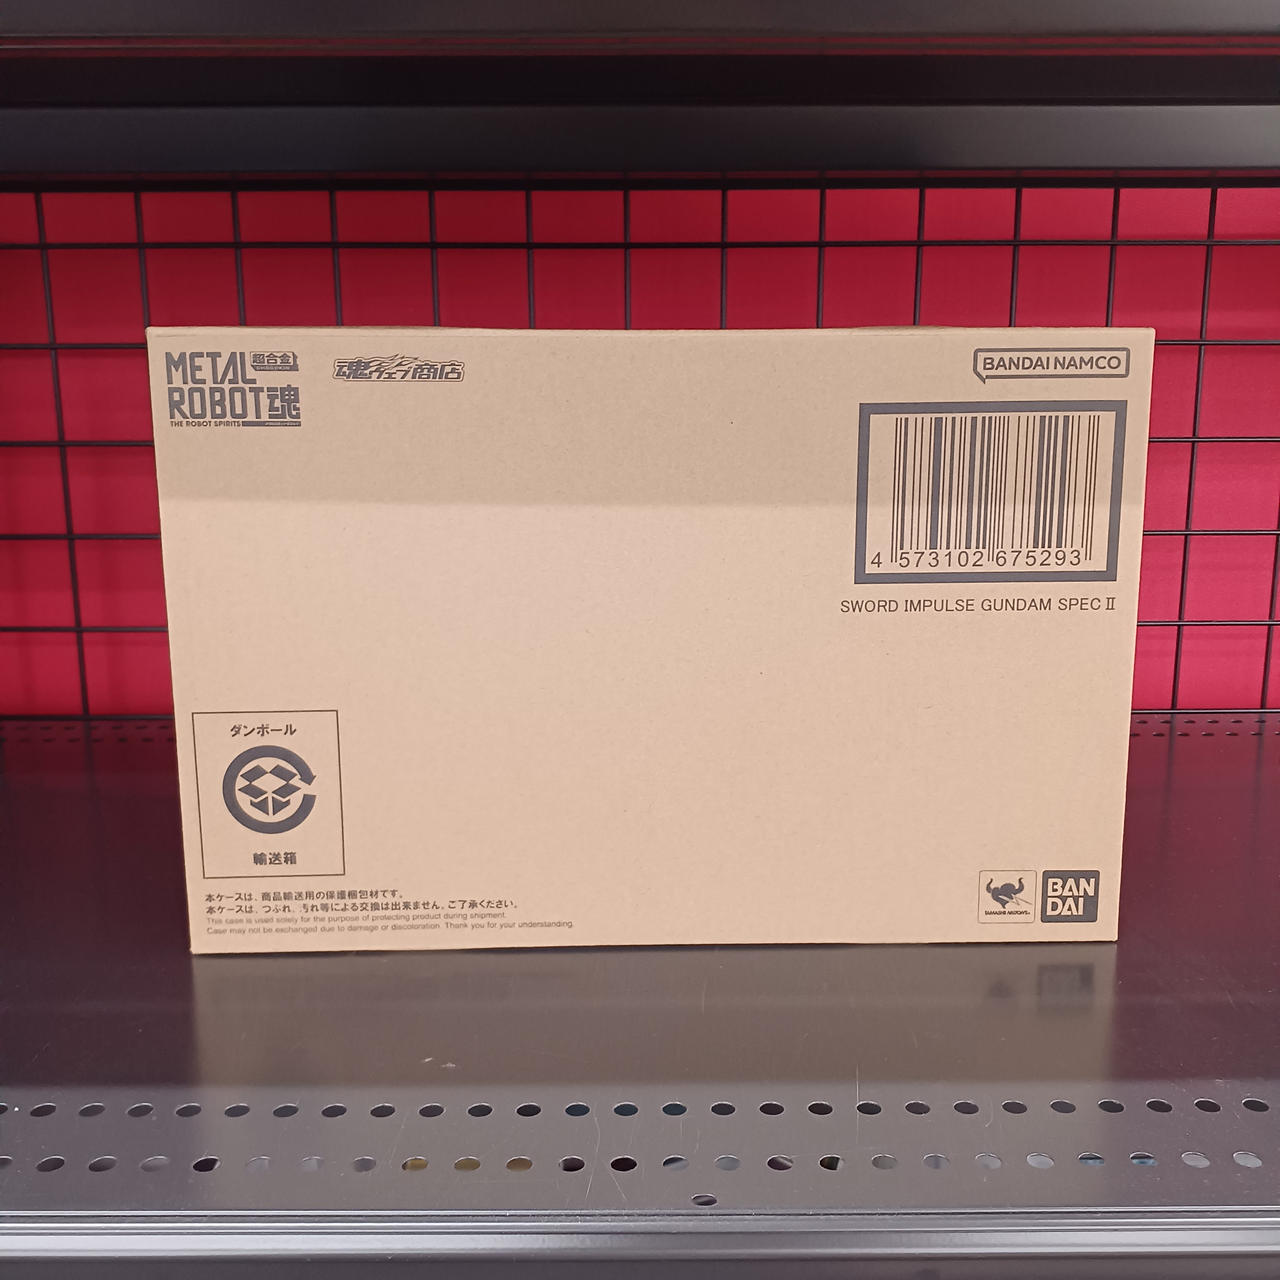 METAL
超合金
ROBOT魂
THE ROBOT SPIRITS
魂ウェブ商店
BANDAI NAMCO
4 573102 675293
SWORD IMPULSE GUNDAM SPEC Ⅱ
ダンボール
輸送箱
本ケースは、商品輸送用の保護梱包材です。
本ケースは、つぶれ、汚れ等による交換は出来ません。ご了承ください。
This case is used solely for the purpose of protecting product during shipment.
Case may not be exchanged due to damage or discoloration. Thank you for your understanding.
TAMASHII NATIONS
BAN
DAI